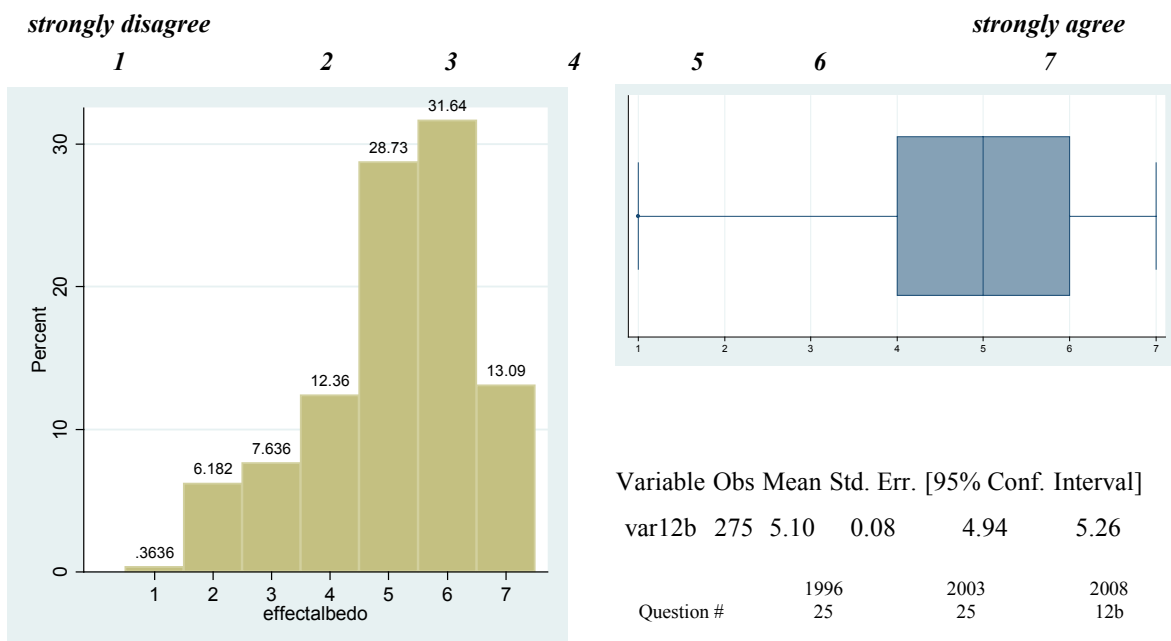 strongly disagree strongly agree
1 2 3 4 5 6 7
31.64
28.73
13.09
12.36
7.636
6.182
.3636
30
20
10
0
Percent
1 2 3 4 5 6 7
effectalbedo
1 2 3 4 5 6 7
Variable Obs Mean Std. Err. [95% Conf. Interval]
var12b 275 5.10 0.08 4.94 5.26
1996 2003 2008
Question # 25 25 12b